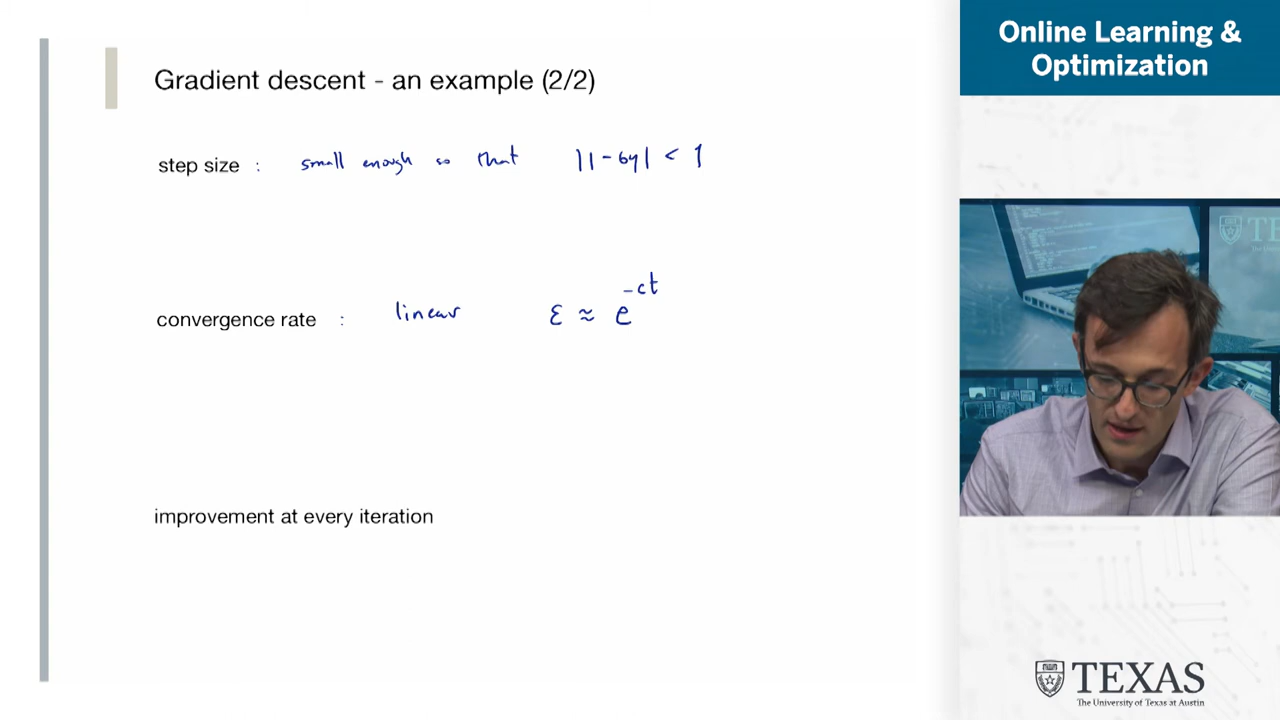 Online Learning &
Optimization
Gradient descent - an example (2/2)
step size : small enough so that |1 - 6η| < 1
convergence rate : linear ε ≈ e^-ct
improvement at every iteration
TEXAS
The University of Texas at Austin